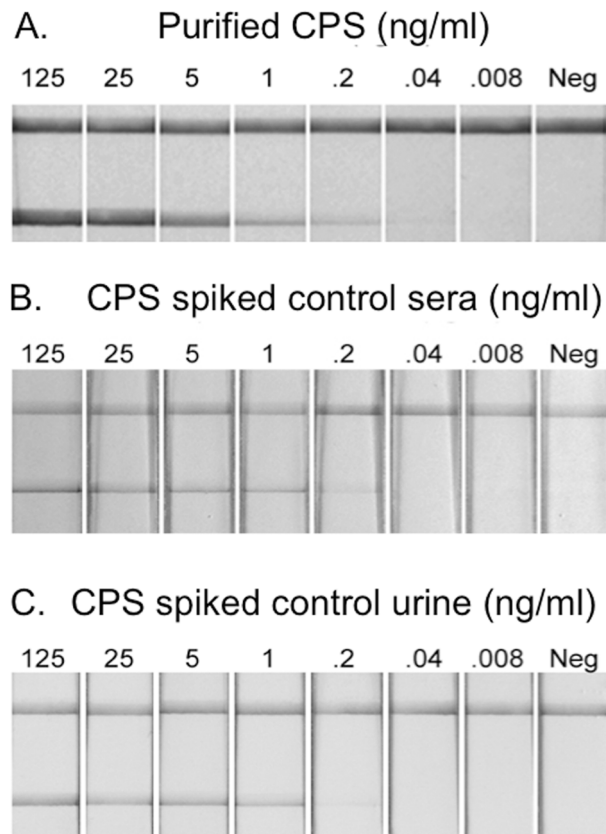 A. Purified CPS (ng/ml)
125 25 5 1 .2 .04 .008 Neg
B. CPS spiked control sera (ng/ml)
125 25 5 1 .2 .04 .008 Neg
C. CPS spiked control urine (ng/ml)
125 25 5 1 .2 .04 .008 Neg